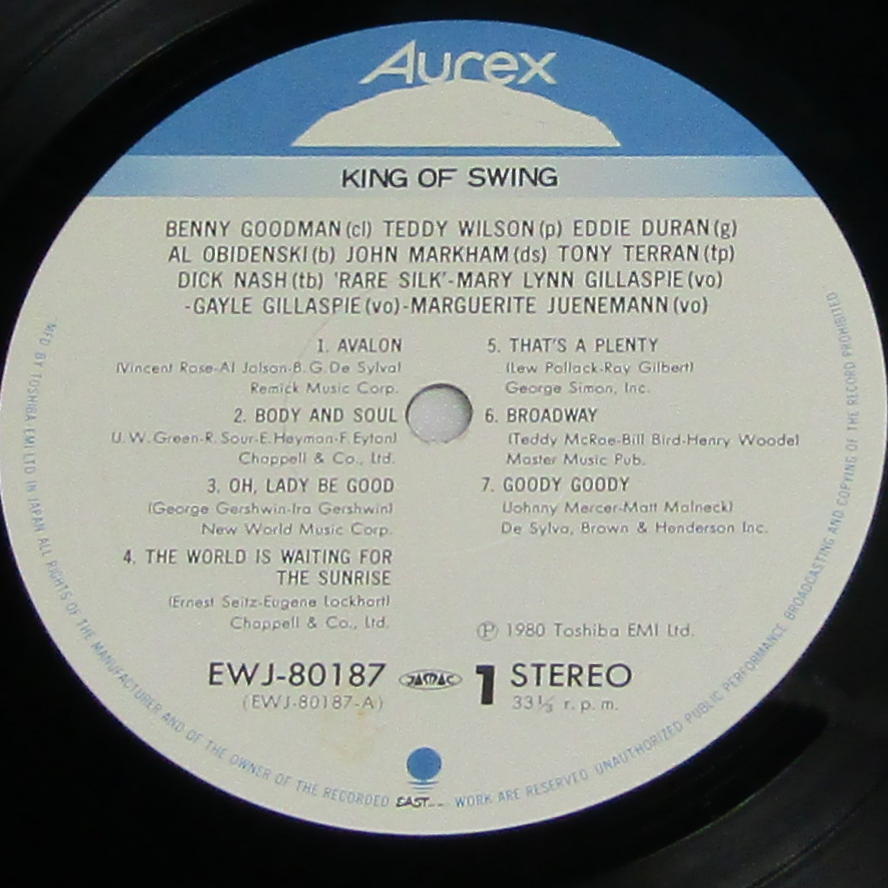 Aurex
KING OF SWING
BENNY GOODMAN(cl) TEDDY WILSON(p) EDDIE DURAN(g)
AL OBIDENSKI(b) JOHN MARKHAM(ds) TONY TERRAN(tp)
DICK NASH(tb) 'RARE SILK'-MARY LYNN GILLASPIE(vo)
-GAYLE GILLASPIE(vo)-MARGUERITE JUENEMANN(vo)
1. AVALON
(Vincent Rose-Al Jolson-B.G.De Sylva)
Remick Music Corp.
2. BODY AND SOUL
(J.W.Green-R.Sour-E.Heyman-F.Eyton)
Chappell & Co., Ltd.
3. OH, LADY BE GOOD
(George Gershwin-Ira Gershwin)
New World Music Corp.
4. THE WORLD IS WAITING FOR
THE SUNRISE
(Ernest Seitz-Eugene Lockhart)
Chappell & Co., Ltd.
5. THAT'S A PLENTY
(Lew Pollack-Ray Gilbert)
George Simon, Inc.
6. BROADWAY
(Teddy McRae-Bill Bird-Henry Woode)
Master Music Pub.
7. GOODY GOODY
(Johnny Mercer-Matt Malneck)
De Sylva, Brown & Henderson Inc.
Ⓟ 1980 Toshiba EMI Ltd.
EWJ-80187 JASRAC 1 STEREO
(EWJ-80187-A) 33⅓ r.p.m.
EAST
MFD BY TOSHIBA EMI LTD IN JAPAN ALL RIGHTS OF THE MANUFACTURER AND OF THE OWNER OF THE RECORDED WORK ARE RESERVED UNAUTHORIZED PUBLIC PERFORMANCE BROADCASTING AND COPYING OF THE RECORD PROHIBITED